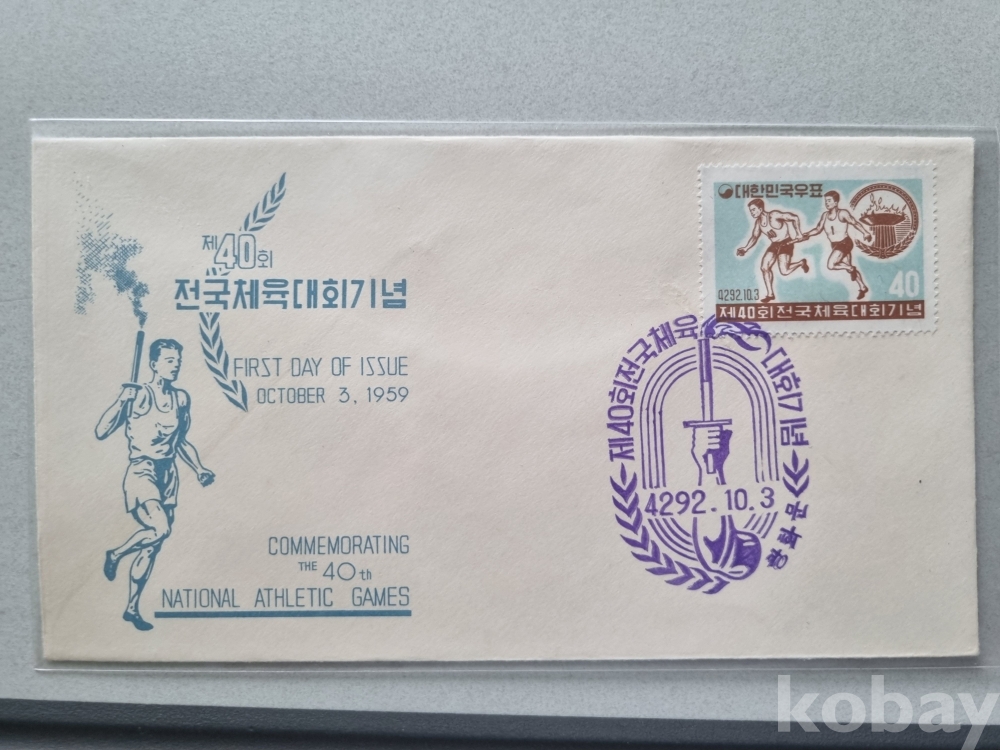 제40회
전국체육대회기념
FIRST DAY OF ISSUE
OCTOBER 3, 1959
COMMEMORATING
THE 40th
NATIONAL ATHLETIC GAMES
대한민국우표
4292.10.3
40
제40회전국체육대회기념
제40회전국체육대회기념
4292.10.3
kobay